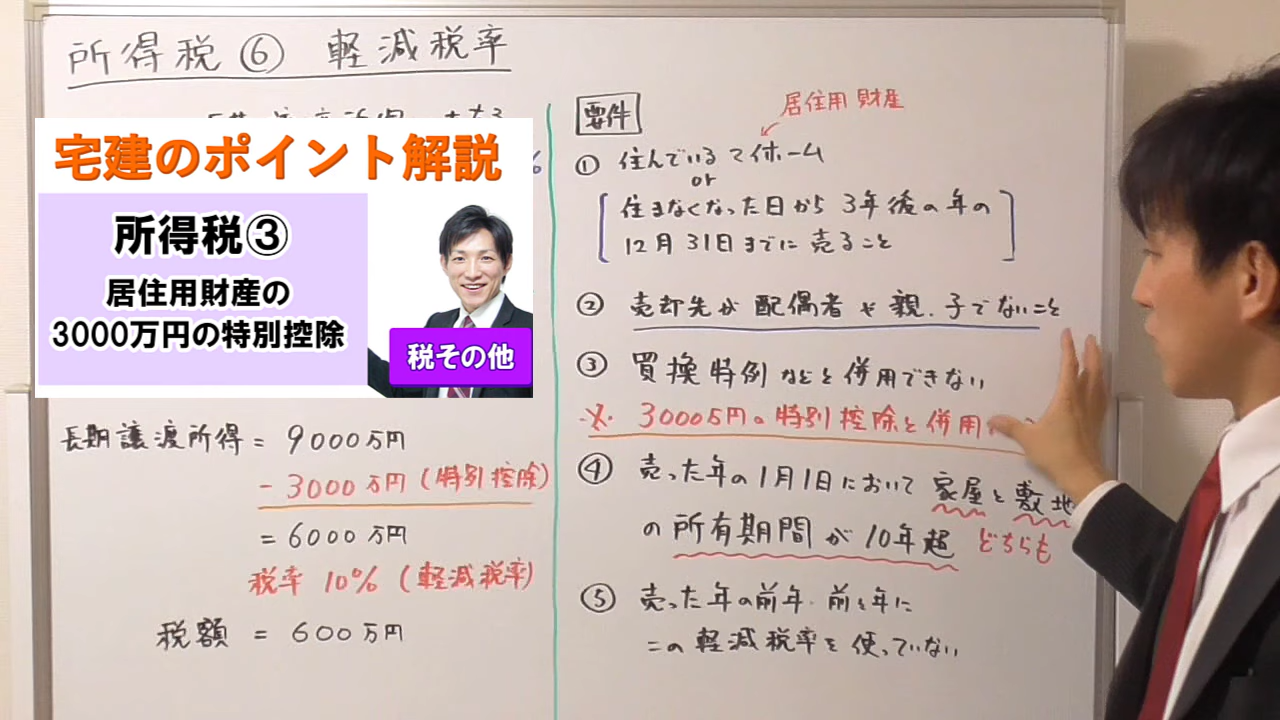 所得税⑥ 軽減税率
宅建のポイント解説
所得税③
居住用財産の
3000万円の特別控除
税その他
%
長期譲渡所得 = 9000万円
- 3000万円(特別控除)
= 6000万円
税率 10%(軽減税率)
税額 = 600万円
要件
居住用財産
① 住んでいるマイホーム
or
住まなくなった日から 3年後の年の
12月31日までに売ること
② 売却先が配偶者や親.子でないこと
③ 買換特例などと併用できない
※. 3000万円の特別控除と併用
④ 売った年の1月1日において家屋と敷地
の所有期間が10年超 どちらも
⑤ 売った年の前年.前々年に
この軽減税率を使っていない